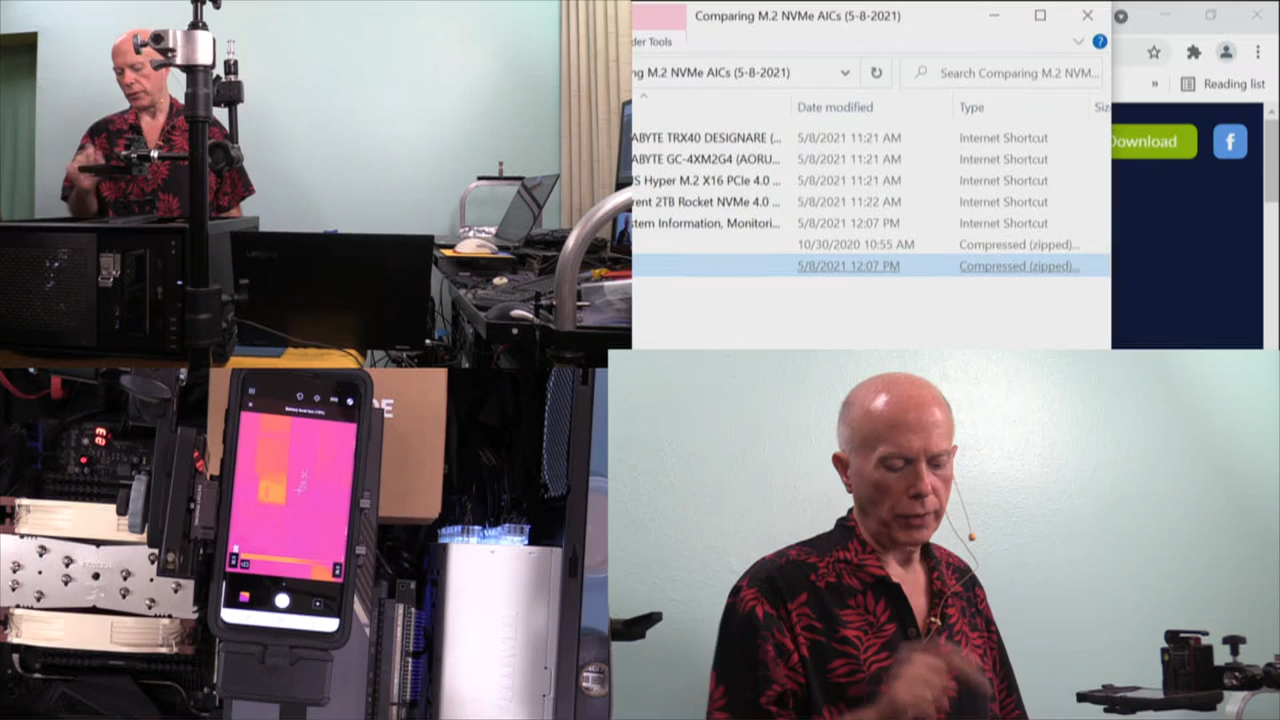 Comparing M.2 NVMe AICs (5-8-2021)
der Tools
ng M.2 NVMe AICs (5-8-2021)
Search Comparing M.2 NVM...
Reading list
Date modified
Type
Siz
ABYTE TRX40 DESIGNARE (... 5/8/2021 11:21 AM Internet Shortcut
ABYTE GC-4XM2G4 (AORU... 5/8/2021 11:21 AM Internet Shortcut
S Hyper M.2 X16 PCIe 4.0 ... 5/8/2021 11:21 AM Internet Shortcut
rent 2TB Rocket NVMe 4.0 ... 5/8/2021 11:22 AM Internet Shortcut
tem Information, Monitori... 5/8/2021 12:07 PM Internet Shortcut
10/30/2020 10:55 AM Compressed (zipped)...
5/8/2021 12:07 PM Compressed (zipped)...
Download
f